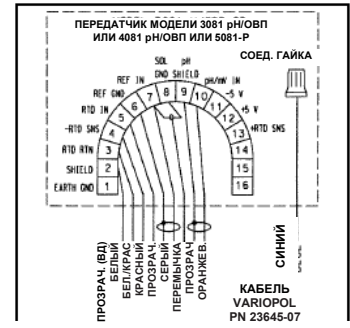 ПЕРЕДАТЧИК МОДЕЛИ 3081 pH/ОВП
ИЛИ 4081 pH/ОВП ИЛИ 5081-P
СОЕД. ГАЙКА
SOL GND
pH SHIELD
REF IN
pH/mV IN
REF GND
-5 V
RTD IN
+5 V
-RTD SNS
+RTD SNS
RTD RTN
SHIELD
EARTH GND
1
2
3
4
5
6
7
8
9
10
11
12
13
14
15
16
ПРОЗРАЧ. (ВД)
БЕЛЫЙ
БЕЛ./КРАС
КРАСНЫЙ
ПРОЗРАЧ.
СЕРЫЙ
ПЕРЕМЫЧКА
ПРОЗРАЧ
ОРАНЖЕВ.
СИНИЙ
КАБЕЛЬ
VARIOPOL
PN 23645-07